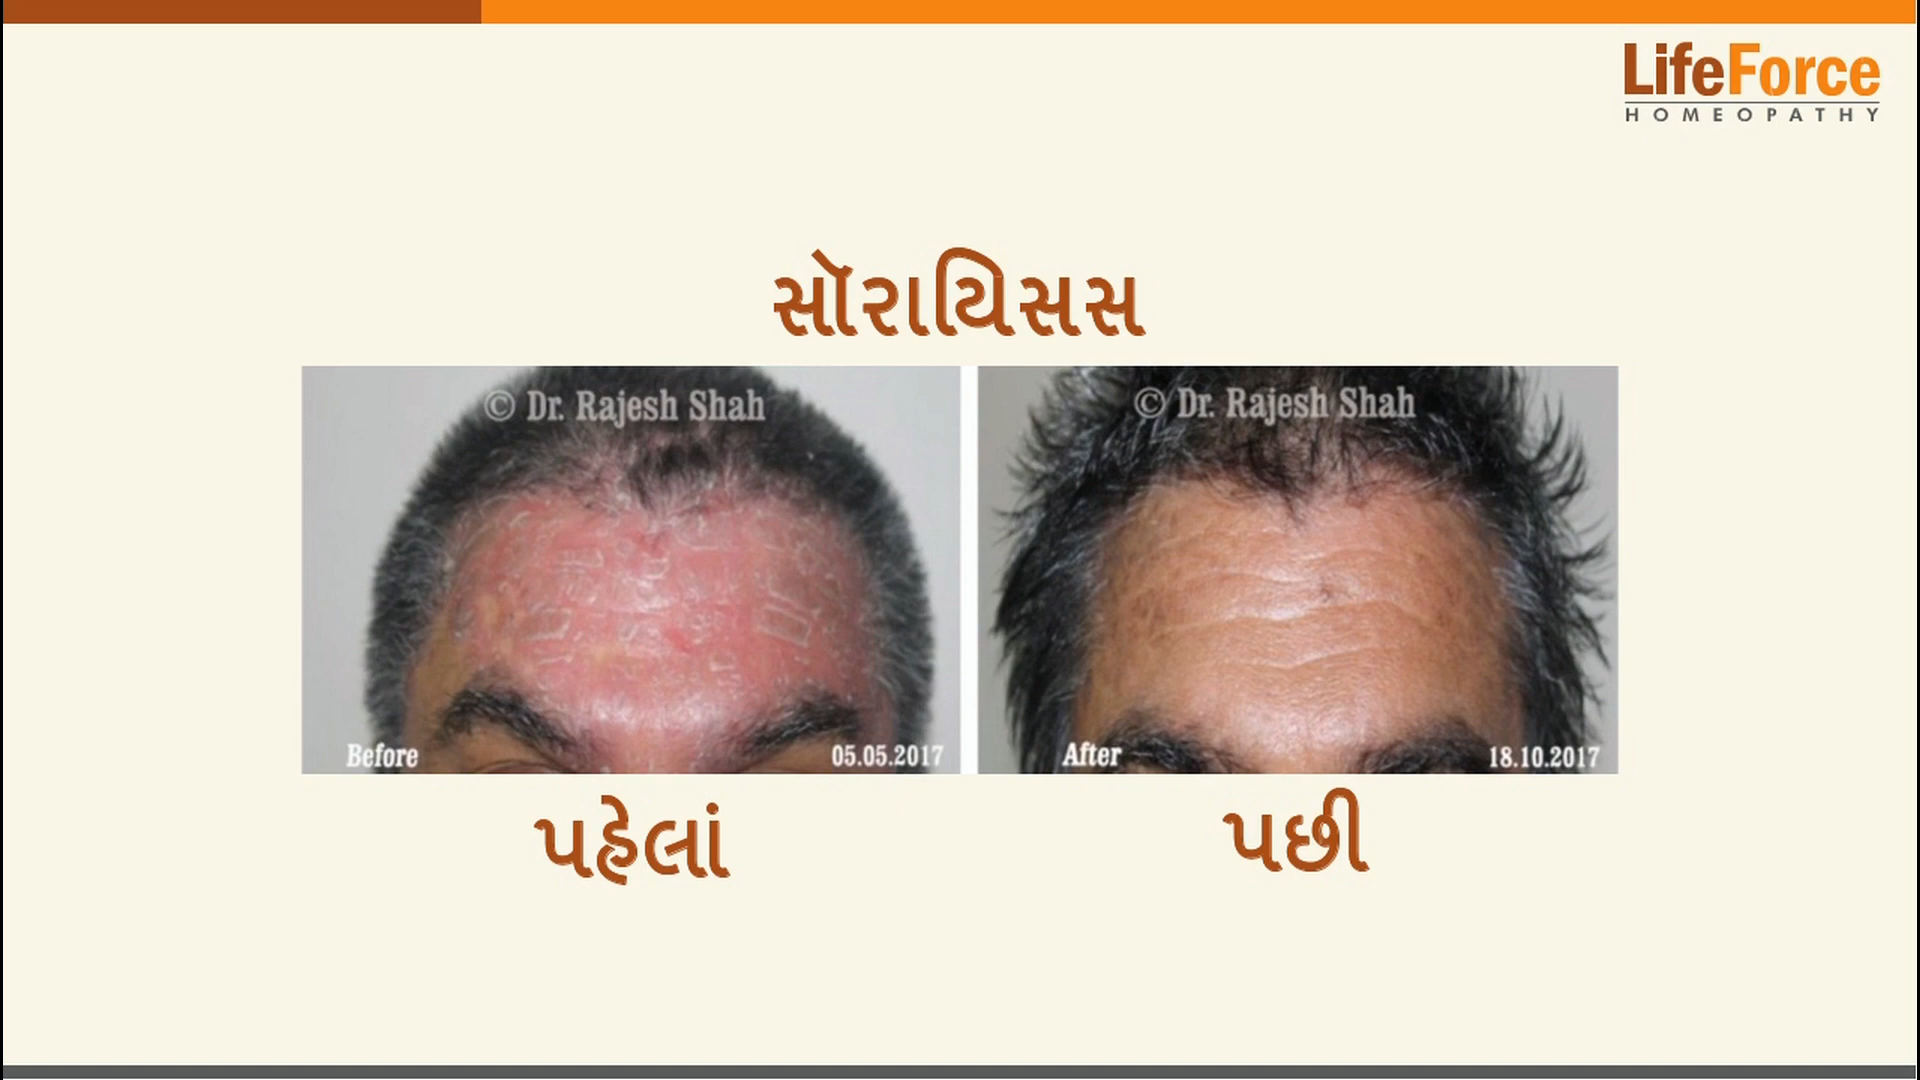 LifeForce
HOMEOPATHY
સૉરાયિસસ
© Dr. Rajesh Shah
© Dr. Rajesh Shah
Before
05.05.2017
After
18.10.2017
પહેલાં
પછી